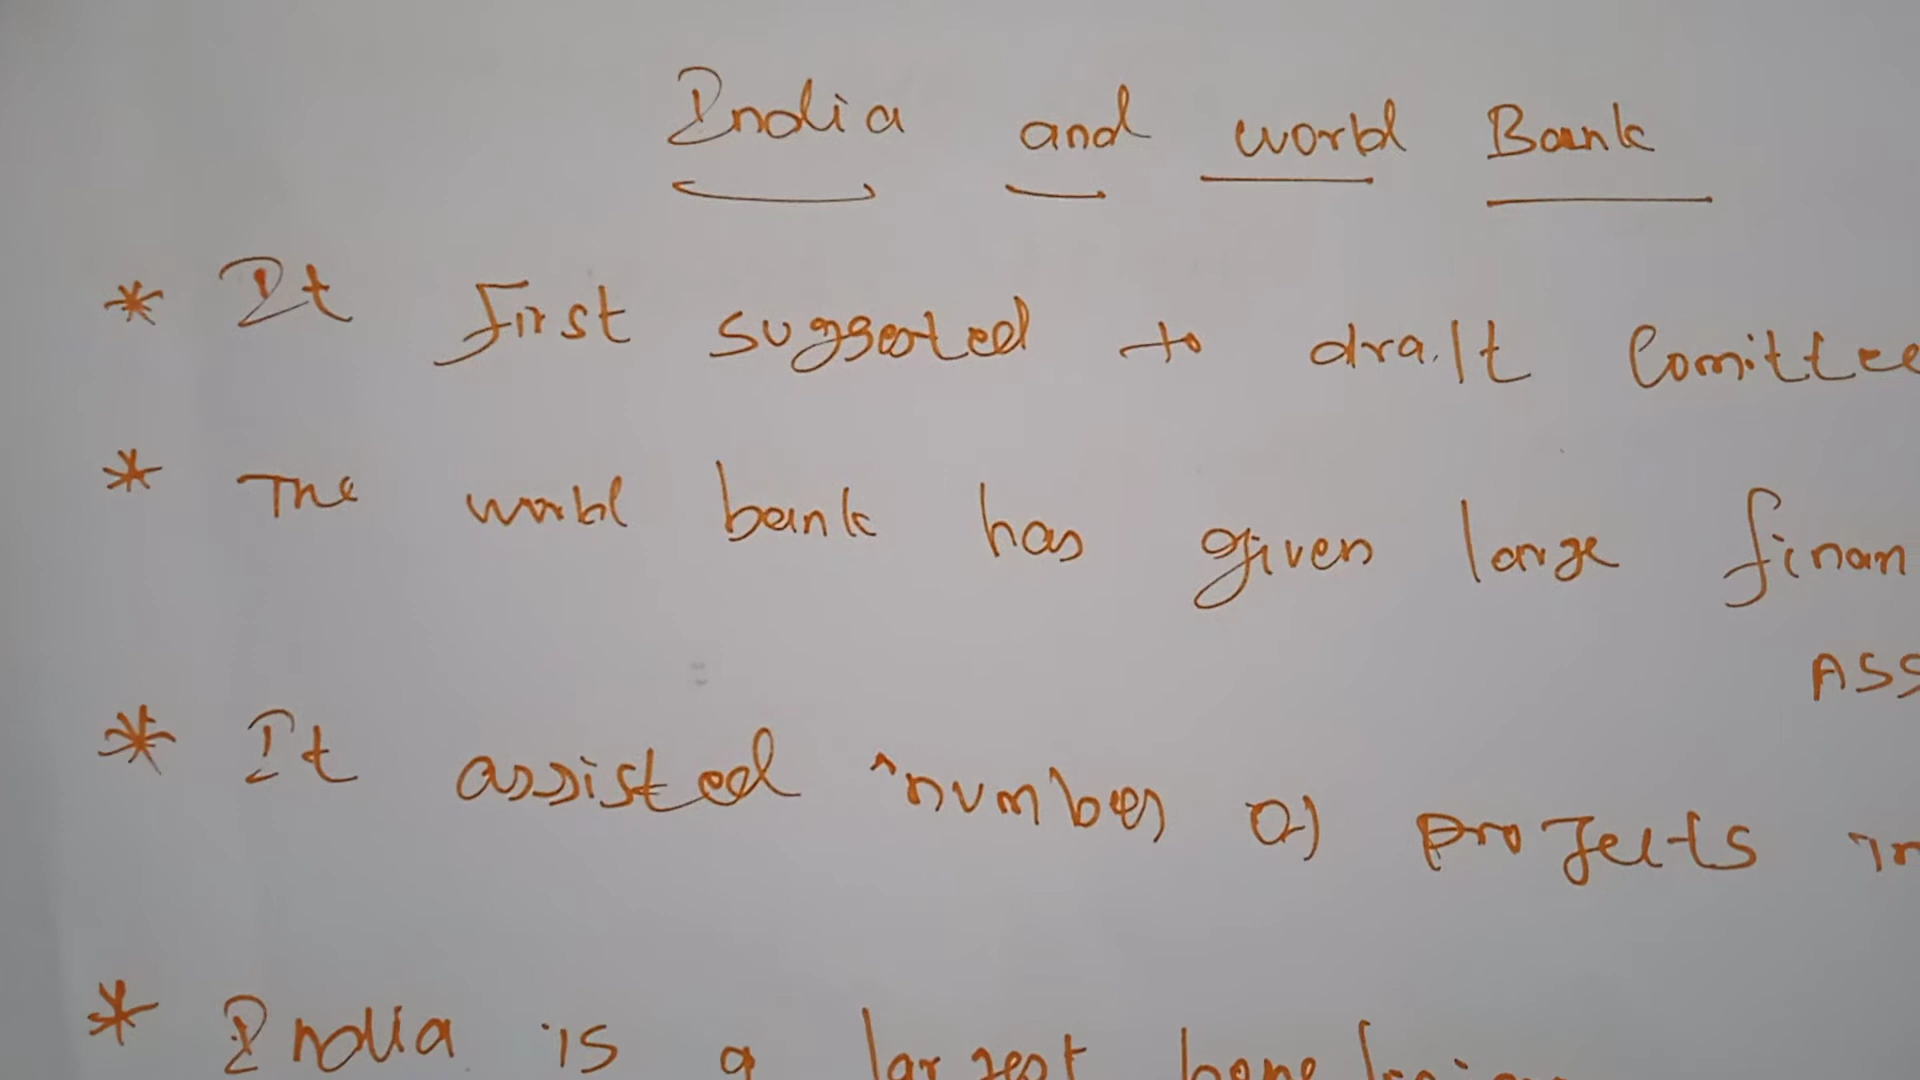 India and world Bank
* It first suggested to draft Comittee
* The world bank has given large finan
Ass
* It assisted number of projects in
* India is a largest